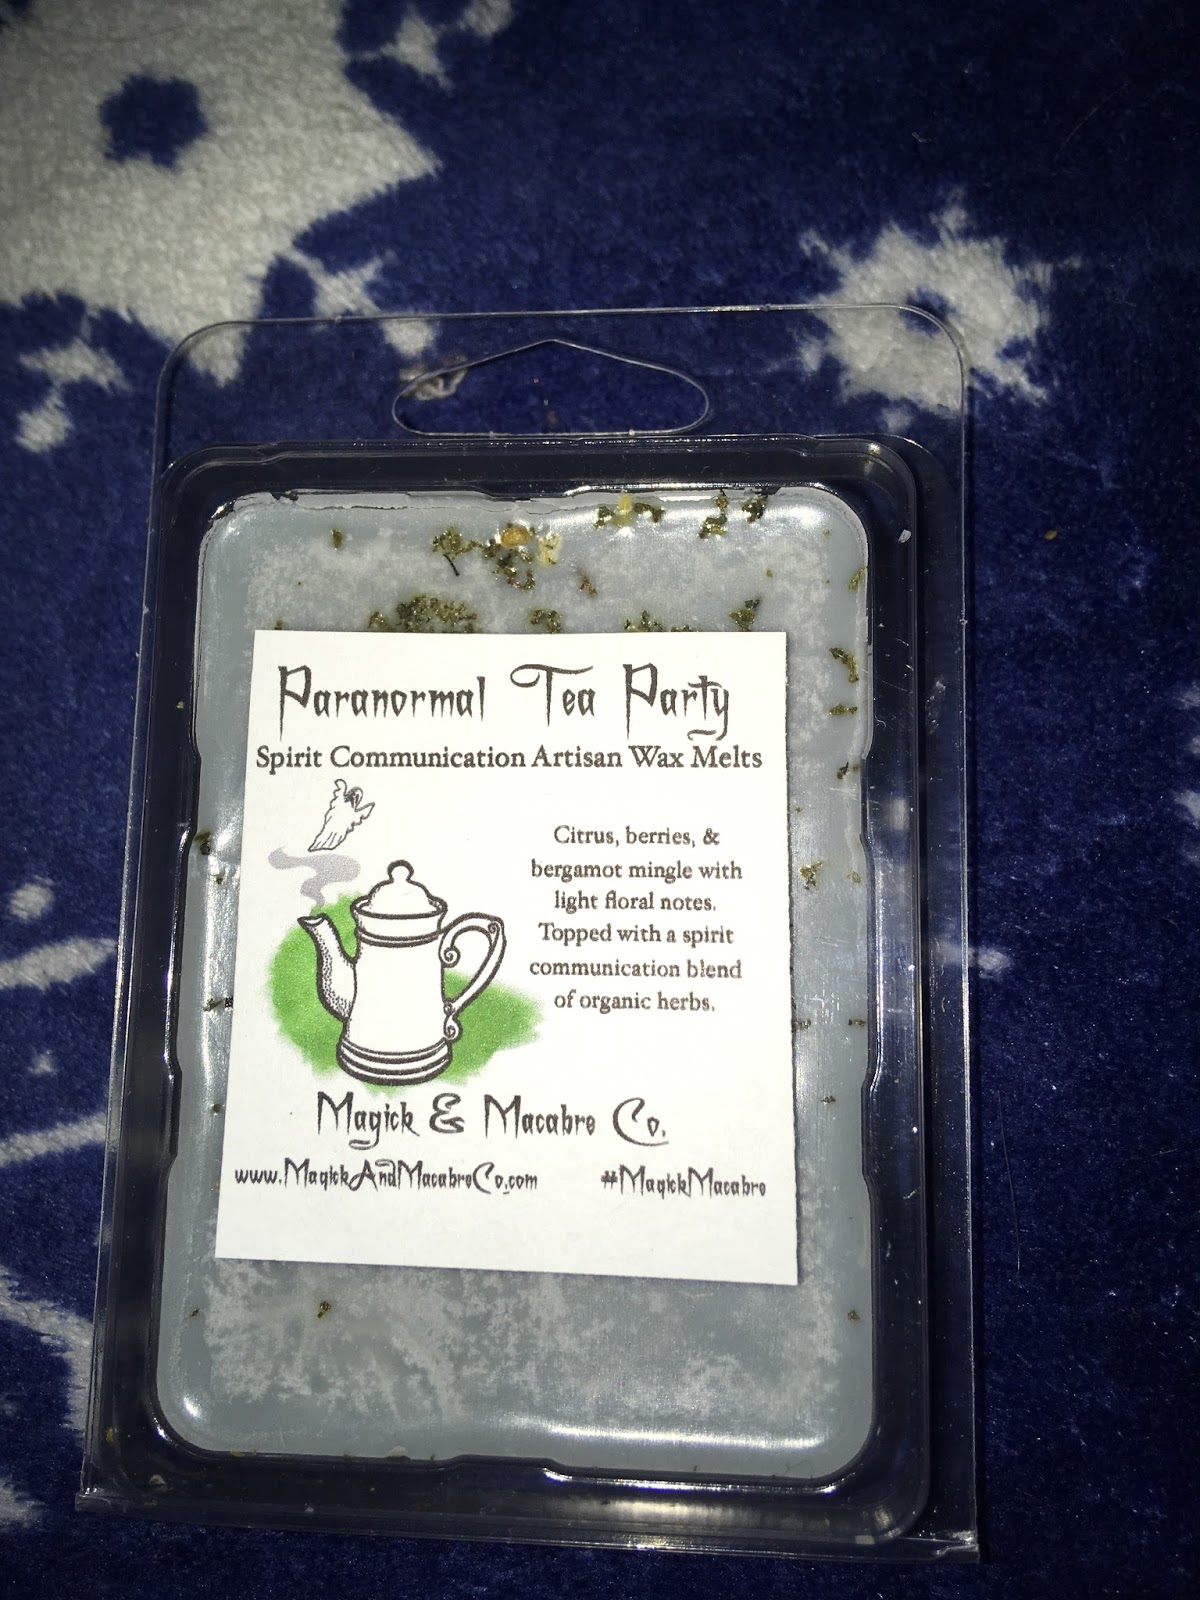 Paranormal Tea Party
Spirit Communication Artisan Wax Melts
Citrus, berries, &
bergamot mingle with
light floral notes.
Topped with a spirit
communication blend
of organic herbs.
Magick & Macabre Co.
www.MagickAndMacabreCo.com #MagickMacabre